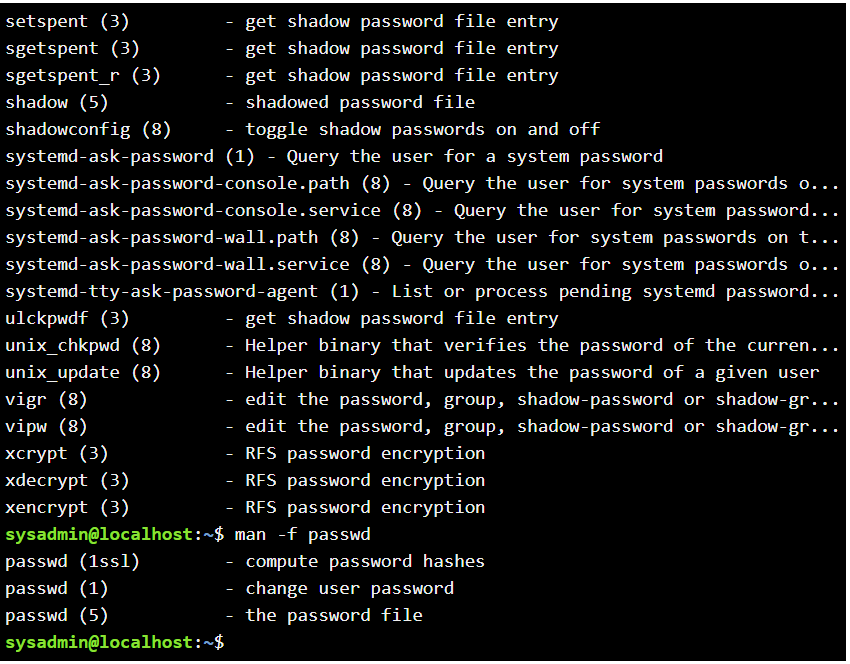 setspent (3)         - get shadow password file entry
sgetspent (3)        - get shadow password file entry
sgetspent_r (3)      - get shadow password file entry
shadow (5)           - shadowed password file
shadowconfig (8)     - toggle shadow passwords on and off
systemd-ask-password (1) - Query the user for a system password
systemd-ask-password-console.path (8) - Query the user for system passwords o...
systemd-ask-password-console.service (8) - Query the user for system password...
systemd-ask-password-wall.path (8) - Query the user for system passwords on t...
systemd-ask-password-wall.service (8) - Query the user for system passwords o...
systemd-tty-ask-password-agent (1) - List or process pending systemd password...
ulckpwdf (3)         - get shadow password file entry
unix_chkpwd (8)      - Helper binary that verifies the password of the curren...
unix_update (8)      - Helper binary that updates the password of a given user
vigr (8)             - edit the password, group, shadow-password or shadow-gr...
vipw (8)             - edit the password, group, shadow-password or shadow-gr...
xcrypt (3)           - RFS password encryption
xdecrypt (3)         - RFS password encryption
xencrypt (3)         - RFS password encryption
sysadmin@localhost:~$ man -f passwd
passwd (1ssl)        - compute password hashes
passwd (1)           - change user password
passwd (5)           - the password file
sysadmin@localhost:~$